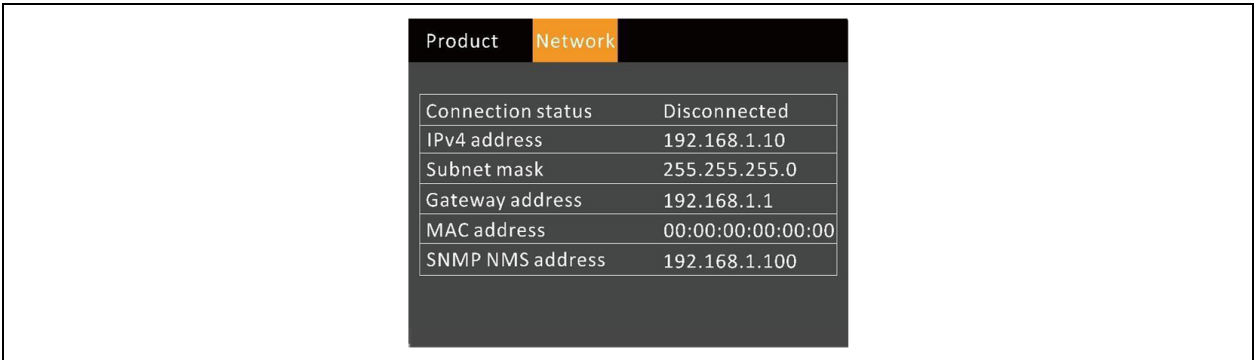 Product Network
Connection status Disconnected
IPv4 address 192.168.1.10
Subnet mask 255.255.255.0
Gateway address 192.168.1.1
MAC address 00:00:00:00:00:00
SNMP NMS address 192.168.1.100